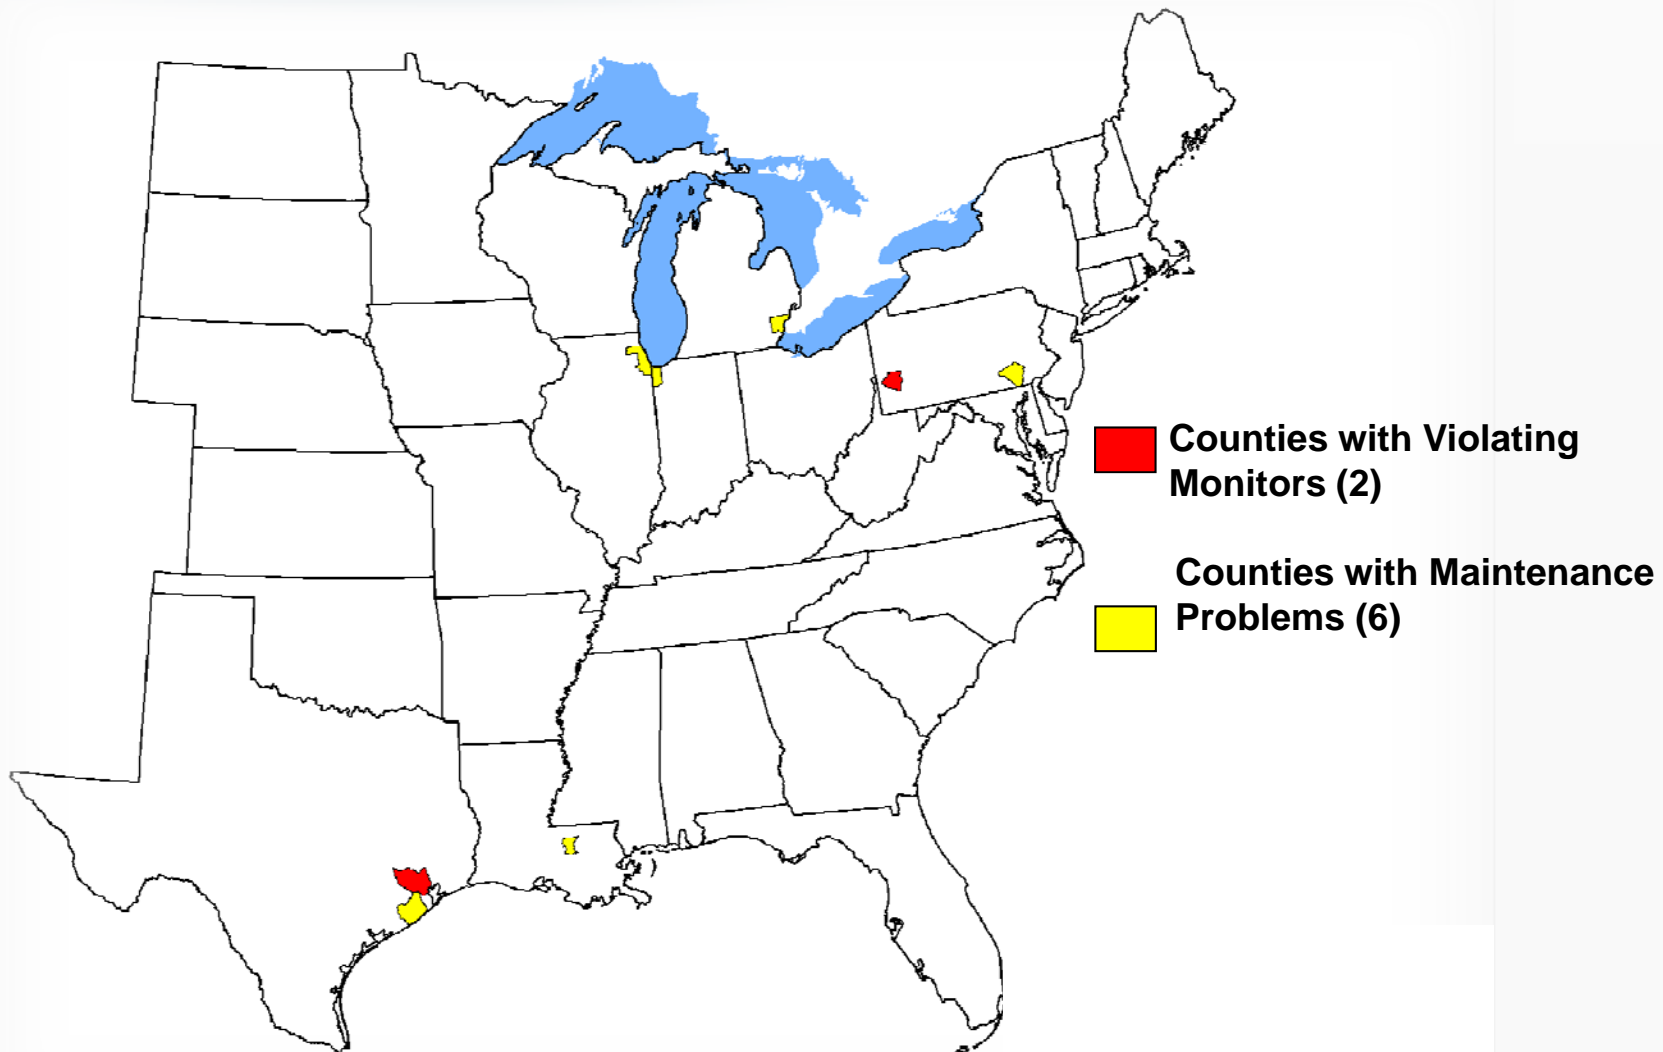 Counties with Violating
Monitors (2)
Counties with Maintenance
Problems (6)